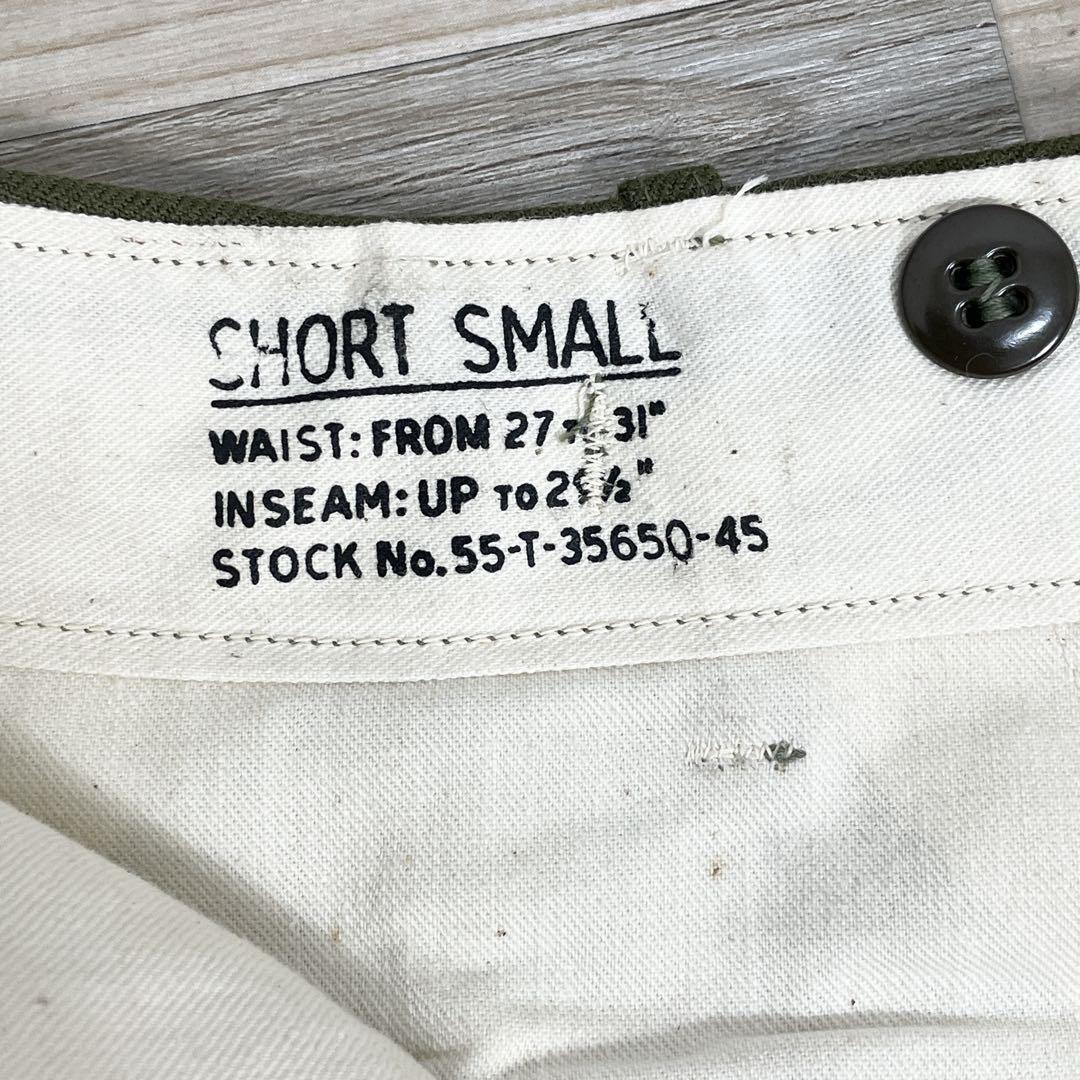 SHORT SMALL
WAIST: FROM 27 - 31"
INSEAM: UP TO 29½"
STOCK No. 55-T-35650-45